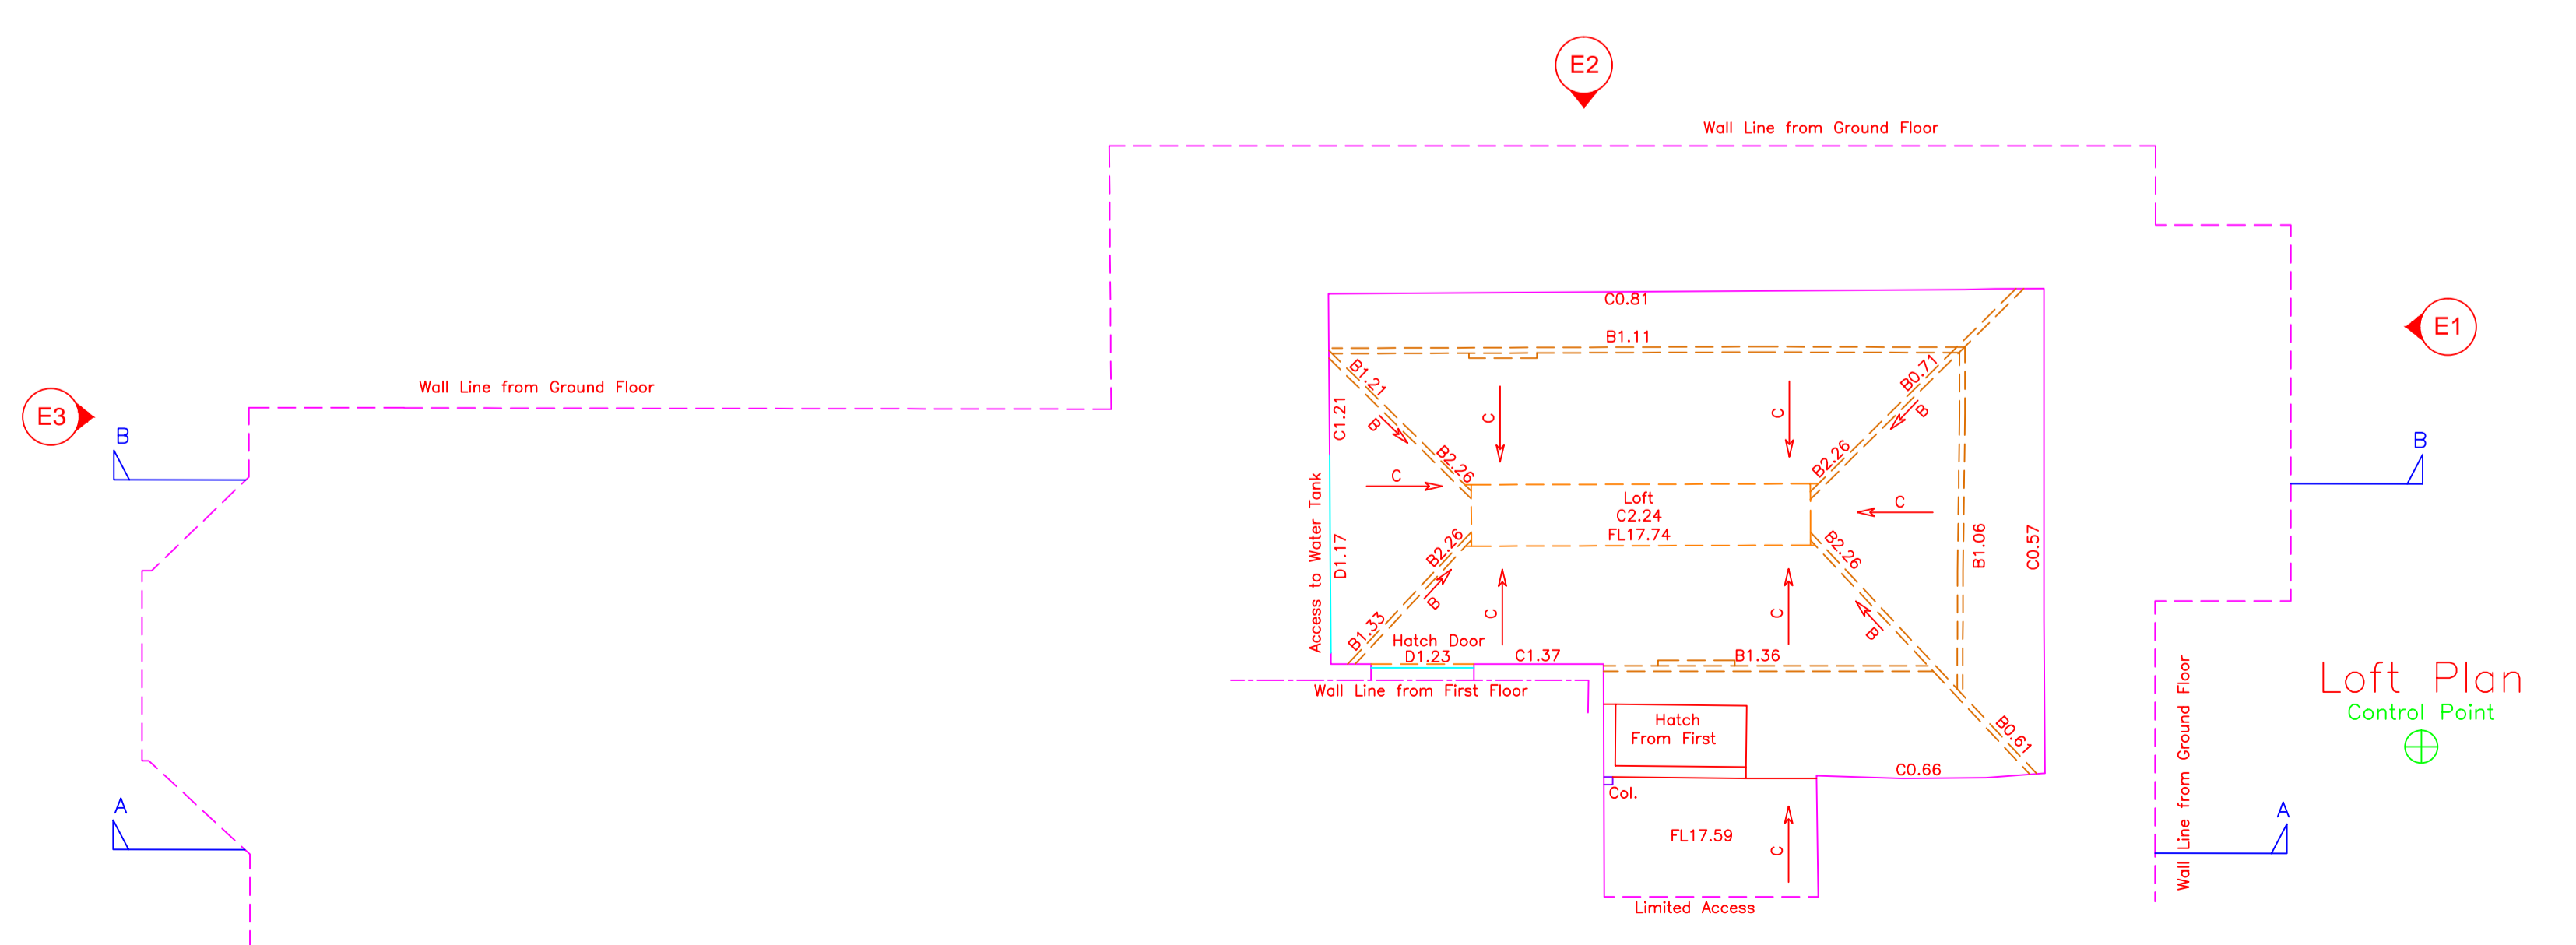 E2
Wall Line from Ground Floor
C0.81
E1
B1.11
B1.21
B0.71
Wall Line from Ground Floor
E3
C1.21
B
C
C
B
B
B
B2.26
B2.26
C
Loft
C2.24
FL17.74
C
Access to Water Tank
D1.17
B2.26
B2.26
B1.06
C0.57
B
C
C
B
B1.33
Hatch Door
D1.23
C1.37
B1.36
Wall Line from First Floor
Wall Line from Ground Floor
Loft Plan
Control Point
Hatch
From First
B0.61
C0.66
Col.
A
A
FL17.59
C
Limited Access